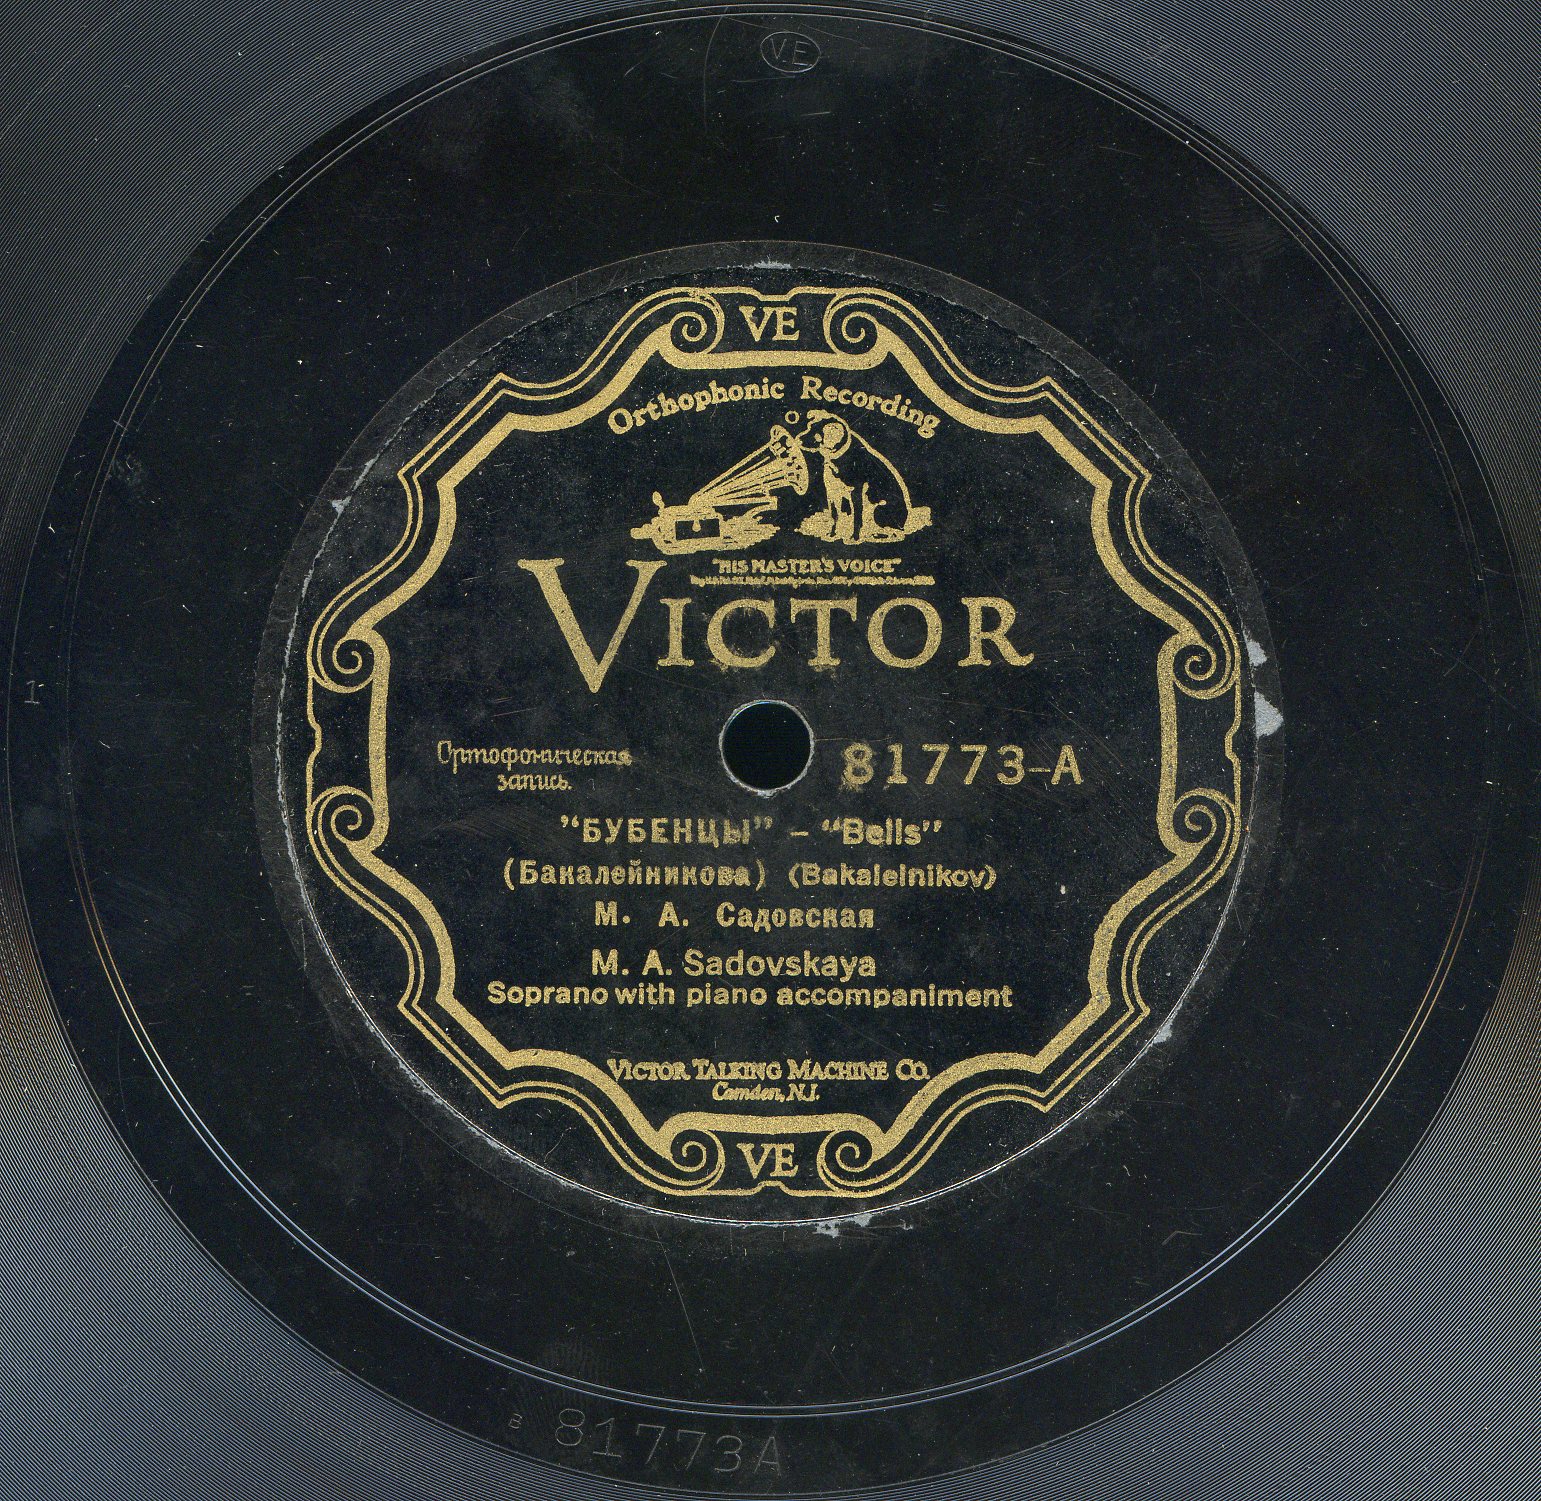 V.E
VE
Orthophonic Recording
"HIS MASTER'S VOICE"
VICTOR
Ортофоническая
запись.
81773-A
"БУБЕНЦЫ" - "Bells"
(Бакалейникова) (Bakaleinikov)
М. А. Садовская
M. A. Sadovskaya
Soprano with piano accompaniment
VICTOR TALKING MACHINE CO.
Camden, N.J.
VE
1
B 81773A